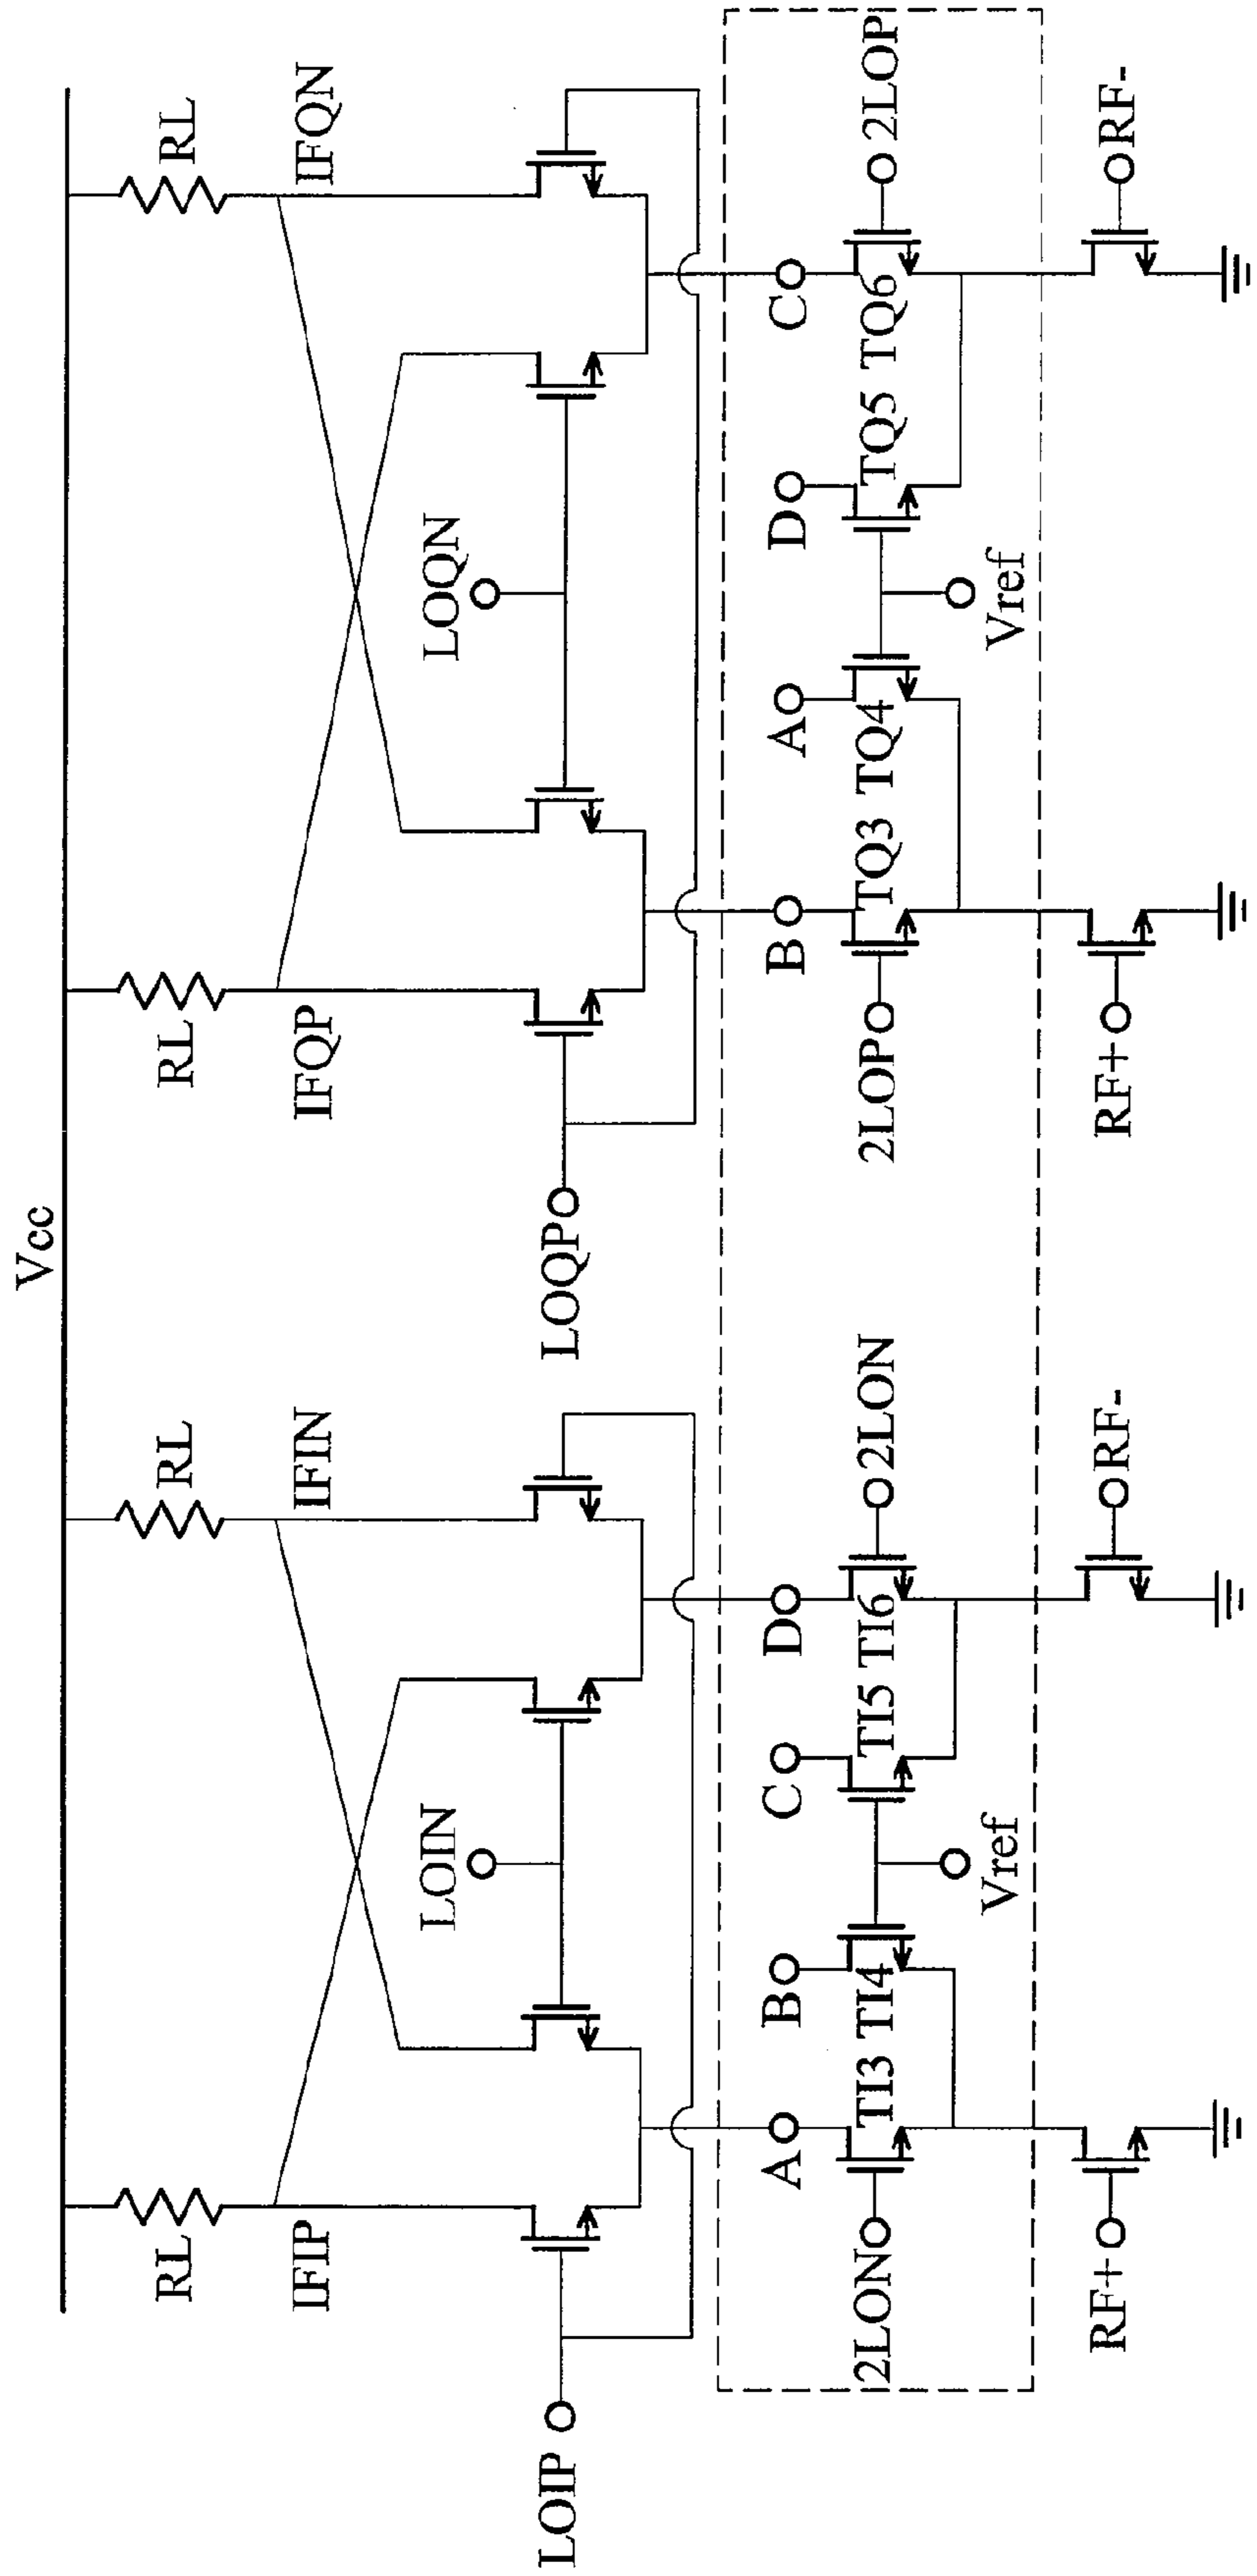 Vcc
RL
RL
RL
RL
IFIP
IFIN
IFQP
IFQN
LOIN
LOQN
LOIP
LOQP
A
B
C
D
B
A
D
C
2LON
TI3
TI4
TI5
TI6
2LON
2LOP
TQ3
TQ4
TQ5
TQ6
2LOP
Vref
Vref
RF+
RF-
RF+
RF-